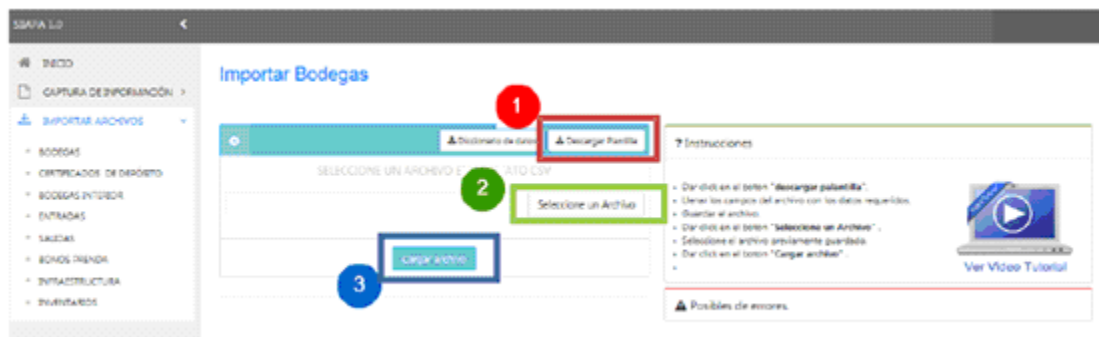 INICIO
CAPTURA DE INFORMACIÓN
IMPORTAR ARCHIVOS
BODEGAS
CERTIFICADOS DE DEPÓSITO
BODEGAS INTERIOR
ENTRADAS
SALIDAS
BONOS PRENDA
INFRAESTRUCTURA
INVENTARIOS
Importar Bodegas
1
Diccionario de datos
Descargar Plantilla
SELECCIONE UN ARCHIVO
CSV
2
Seleccione un Archivo
Cargar archivo
3
? Instrucciones
Dar click en el boton "descargar palantilla".
Llenar los campos del archivo con los datos requeridos.
Guardar el archivo.
Dar click en el boton "Seleccione un Archivo" .
Seleccione el archivo previamente guardado.
Dar click en el boton "Cargar archivo" .
Ver Video Tutorial
Posibles de errores.